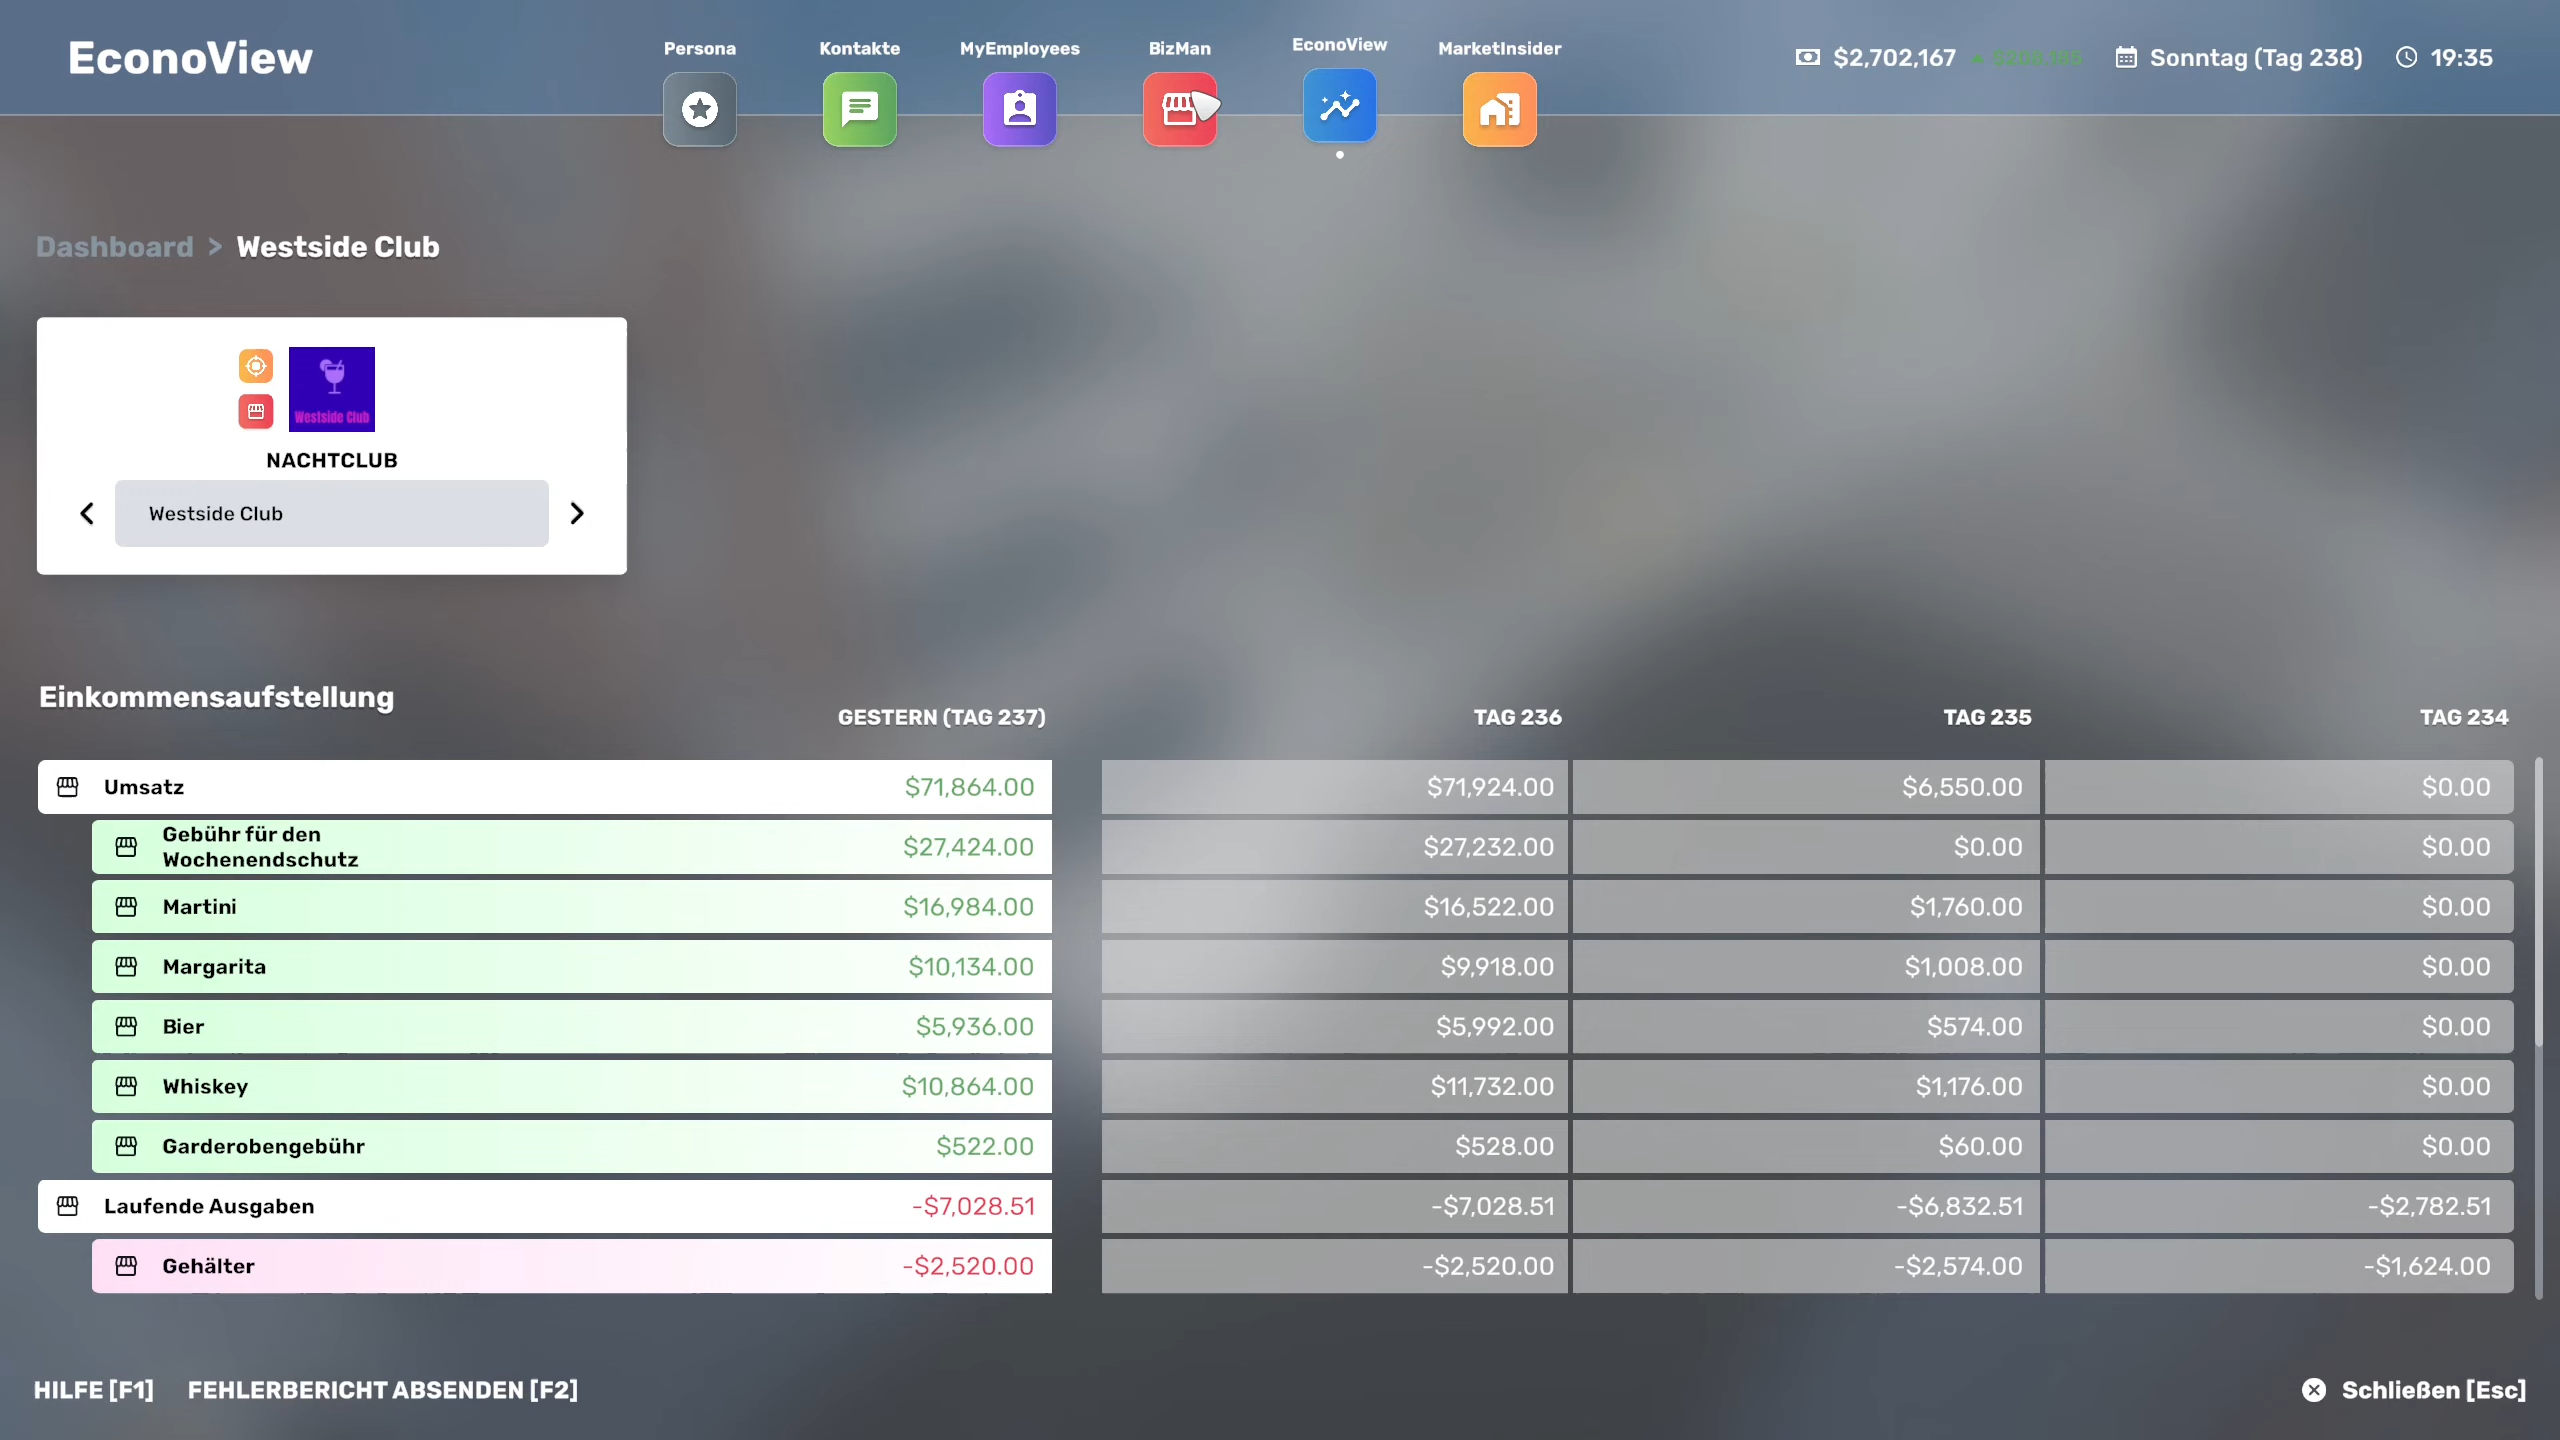 EconoView
Persona
Kontakte
MyEmployees
BizMan
EconoView
MarketInsider
$2,702,167
Sonntag (Tag 238)
19:35
Dashboard > Westside Club
Westside Club
NACHTCLUB
Westside Club
Einkommensaufstellung
GESTERN (TAG 237) TAG 236 TAG 235 TAG 234
Umsatz $71,864.00 $71,924.00 $6,550.00 $0.00
Gebühr für den
Wochenendschutz $27,424.00 $27,232.00 $0.00 $0.00
Martini $16,984.00 $16,522.00 $1,760.00 $0.00
Margarita $10,134.00 $9,918.00 $1,008.00 $0.00
Bier $5,936.00 $5,992.00 $574.00 $0.00
Whiskey $10,864.00 $11,732.00 $1,176.00 $0.00
Garderobengebühr $522.00 $528.00 $60.00 $0.00
Laufende Ausgaben -$7,028.51 -$7,028.51 -$6,832.51 -$2,782.51
Gehälter -$2,520.00 -$2,520.00 -$2,574.00 -$1,624.00
HILFE [F1] FEHLERBERICHT ABSENDEN [F2] Schließen [Esc]